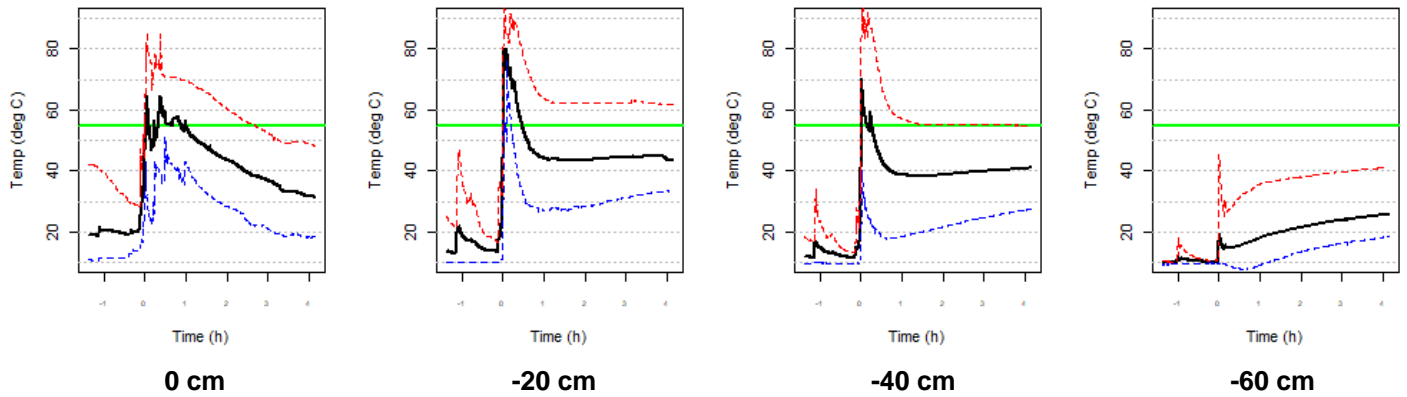 Temp (deg C)
80
60
40
20
-1 0 1 2 3 4
Time (h)
0 cm
Temp (deg C)
80
60
40
20
-1 0 1 2 3 4
Time (h)
-20 cm
Temp (deg C)
80
60
40
20
-1 0 1 2 3 4
Time (h)
-40 cm
Temp (deg C)
80
60
40
20
-1 0 1 2 3 4
Time (h)
-60 cm